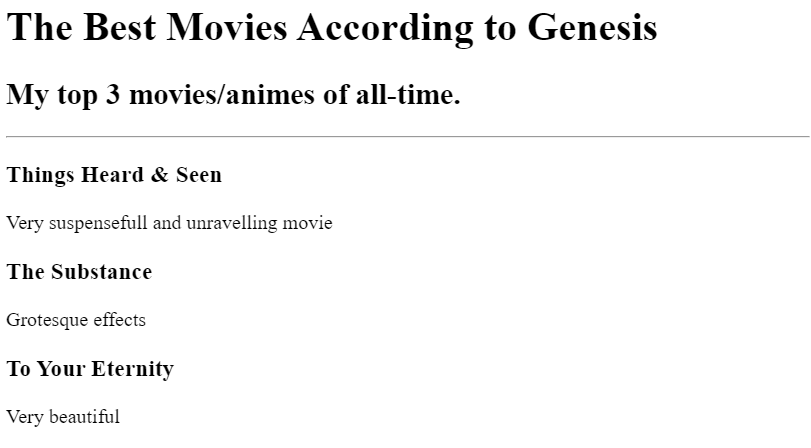 The Best Movies According to Genesis
My top 3 movies/animes of all-time.
Things Heard & Seen
Very suspensefull and unravelling movie
The Substance
Grotesque effects
To Your Eternity
Very beautiful